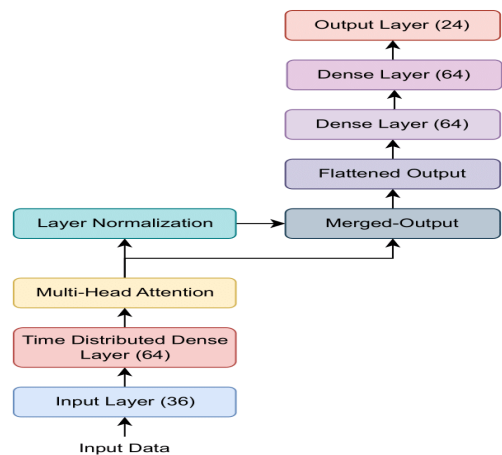 Output Layer (24)
Dense Layer (64)
Dense Layer (64)
Flattened Output
Layer Normalization
Merged-Output
Multi-Head Attention
Time Distributed Dense
Layer (64)
Input Layer (36)
Input Data